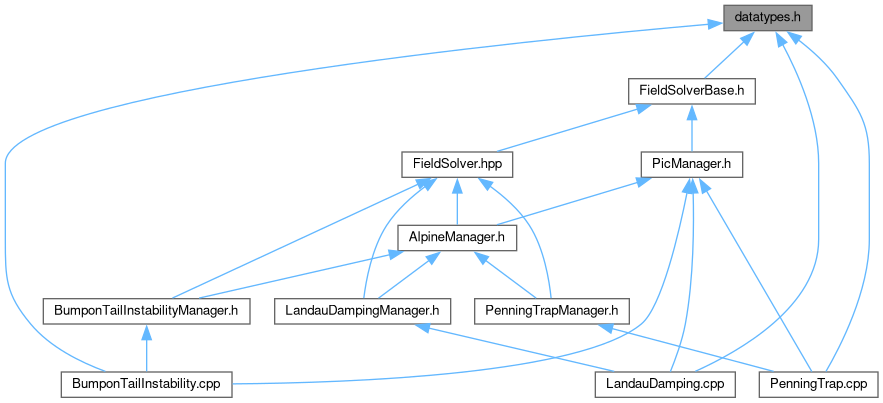 datatypes.h
FieldSolverBase.h
FieldSolver.hpp
PicManager.h
AlpineManager.h
BumponTailInstabilityManager.h
LandauDampingManager.h
PenningTrapManager.h
BumponTailInstability.cpp
LandauDamping.cpp
PenningTrap.cpp